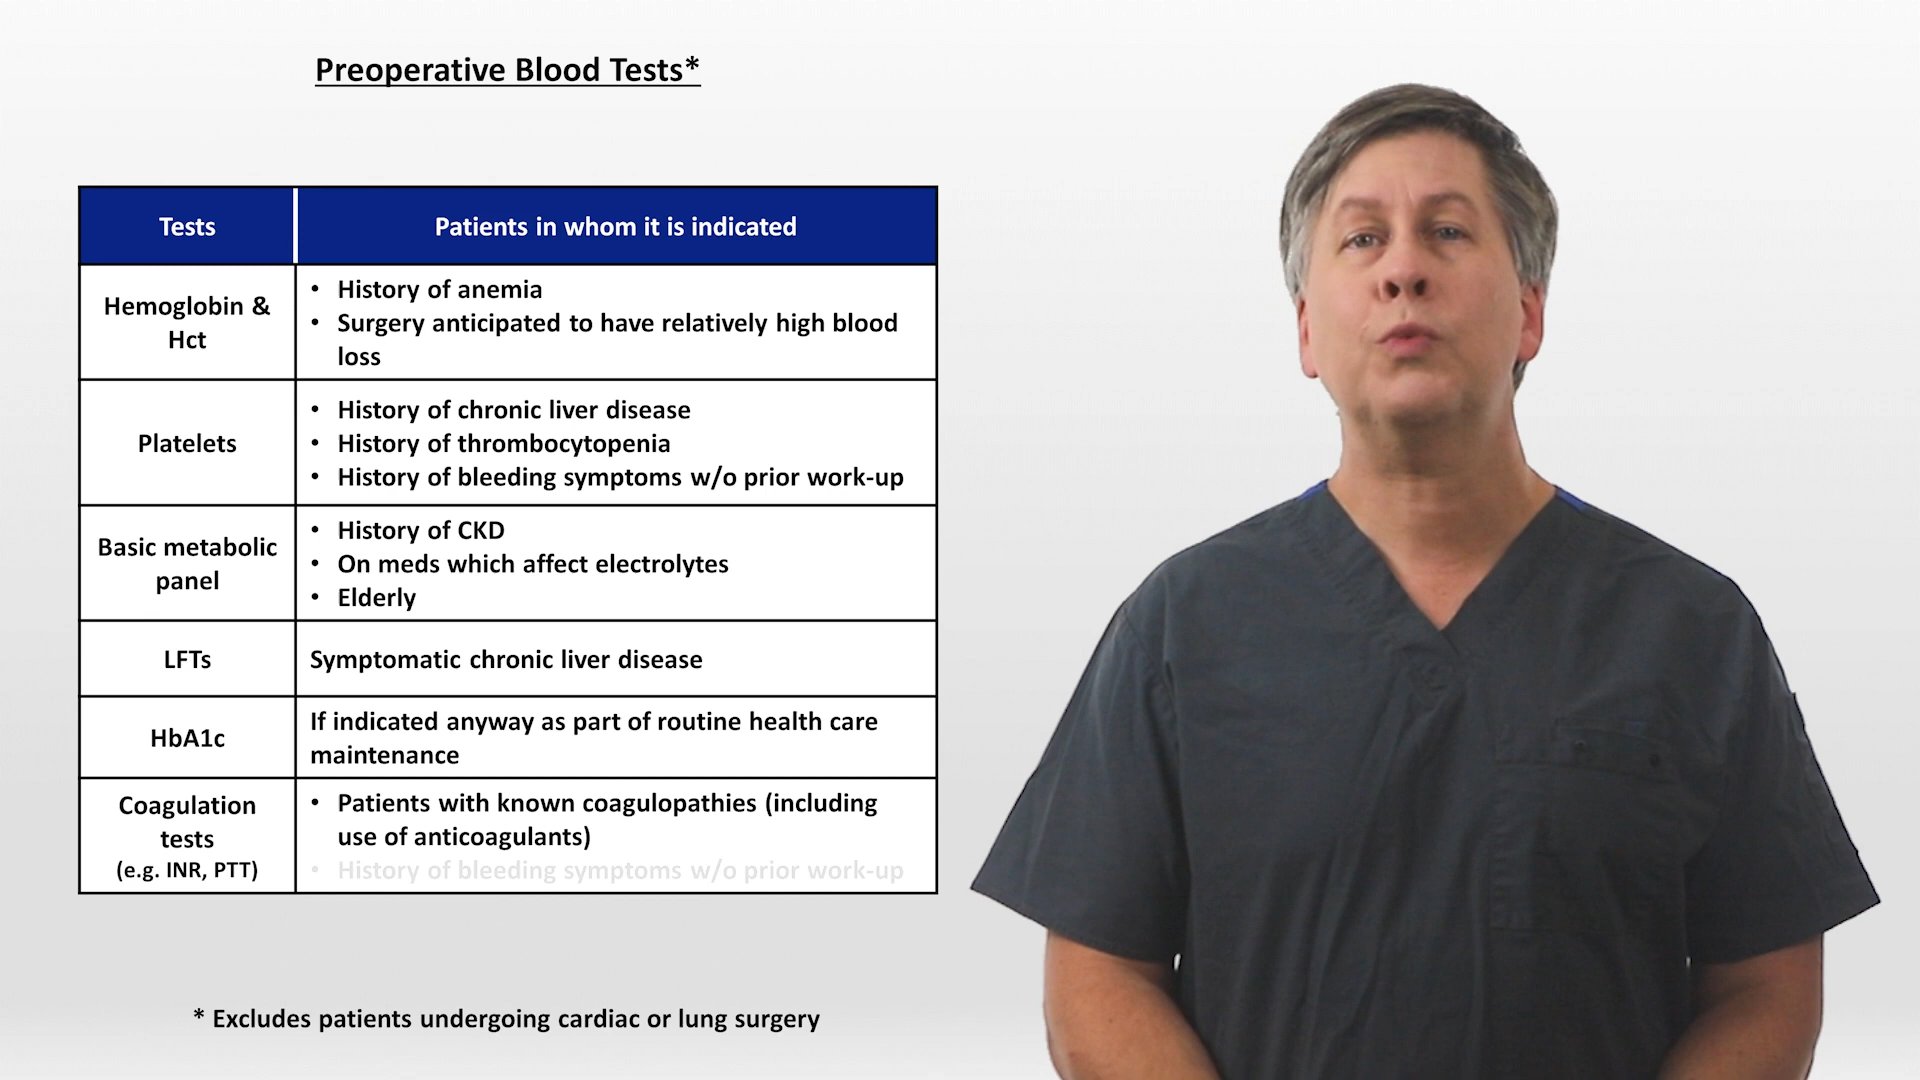 Preoperative Blood Tests*
Tests
Patients in whom it is indicated
Hemoglobin &
Hct
• History of anemia
• Surgery anticipated to have relatively high blood
loss
Platelets
• History of chronic liver disease
• History of thrombocytopenia
• History of bleeding symptoms w/o prior work-up
Basic metabolic
panel
• History of CKD
• On meds which affect electrolytes
• Elderly
LFTs
Symptomatic chronic liver disease
HbA1c
If indicated anyway as part of routine health care
maintenance
Coagulation
tests
(e.g. INR, PTT)
• Patients with known coagulopathies (including
use of anticoagulants)
• History of bleeding symptoms w/o prior work-up
* Excludes patients undergoing cardiac or lung surgery